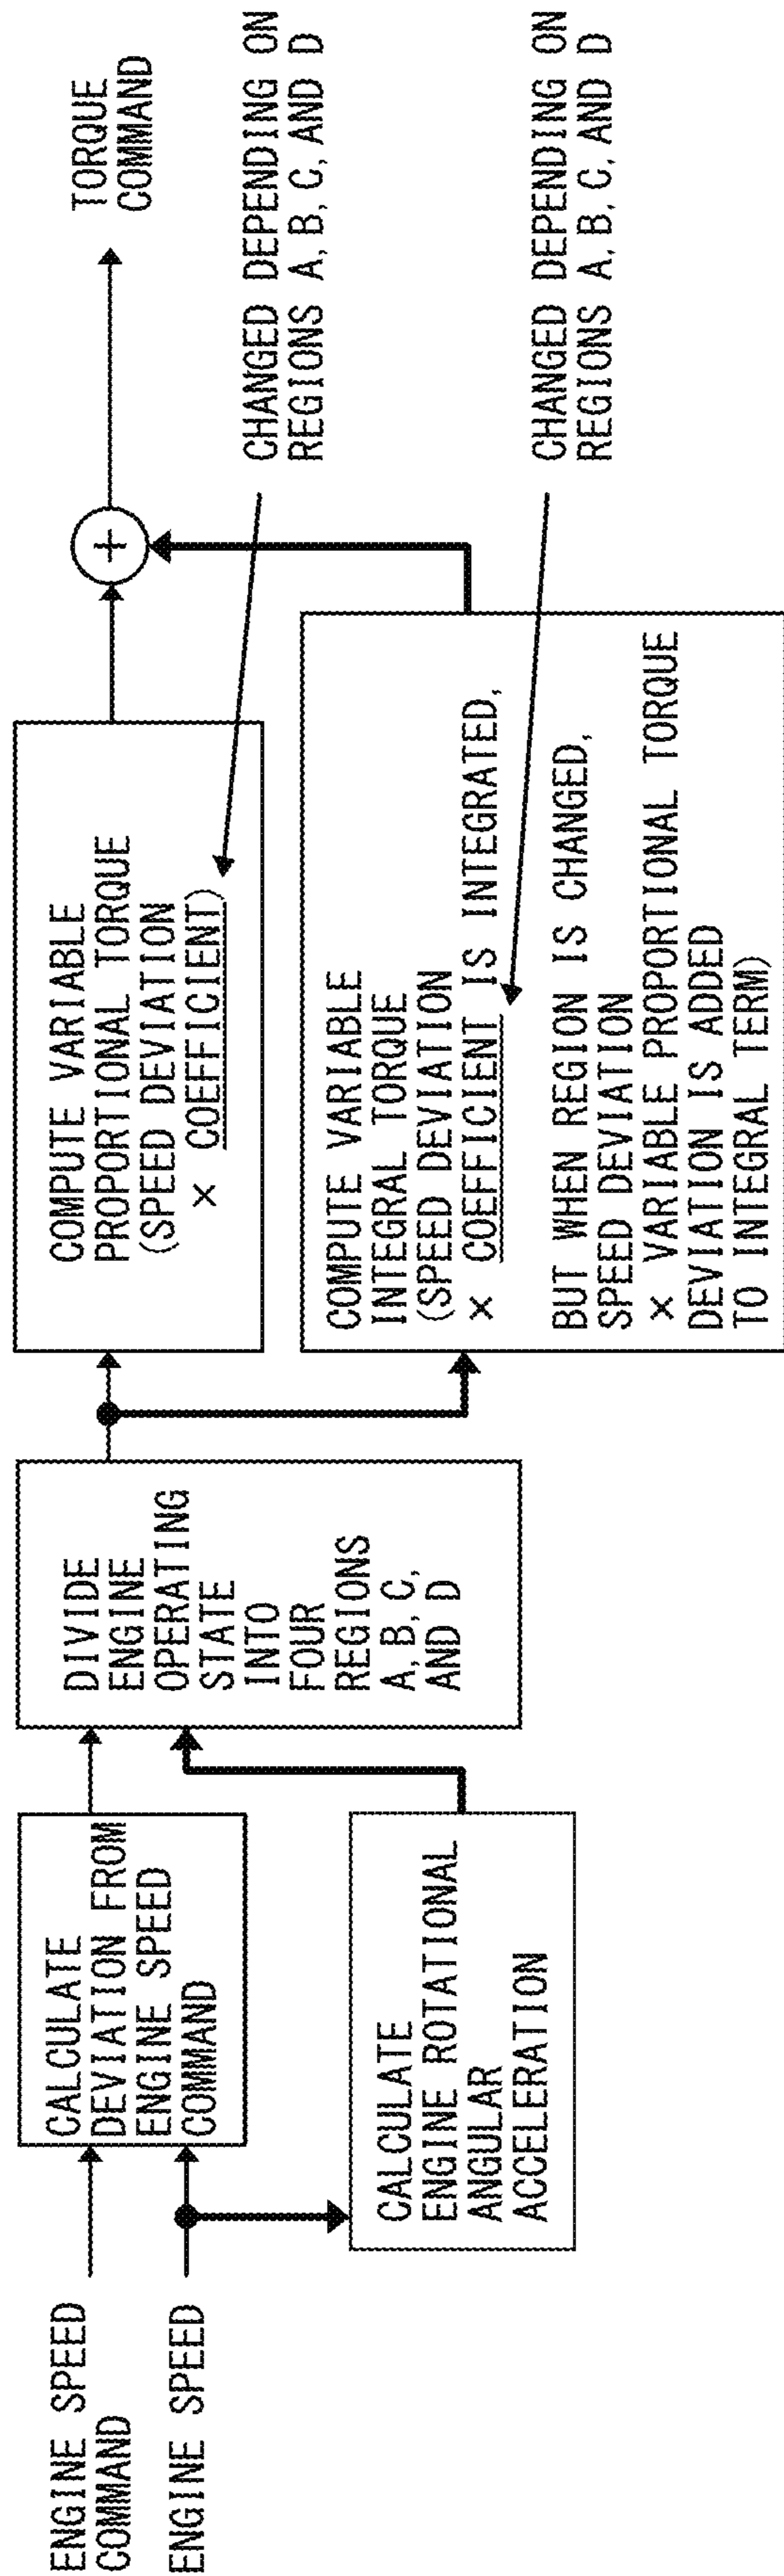 ENGINE SPEED
COMMAND
ENGINE SPEED
CALCULATE
DEVIATION FROM
ENGINE SPEED
COMMAND
CALCULATE
ENGINE ROTATIONAL
ANGULAR
ACCELERATION
DIVIDE
ENGINE
OPERATING
STATE
INTO
FOUR
REGIONS
A, B, C,
AND D
COMPUTE VARIABLE
PROPORTIONAL TORQUE
(SPEED DEVIATION
× COEFFICIENT)
COMPUTE VARIABLE
INTEGRAL TORQUE
(SPEED DEVIATION
× COEFFICIENT IS INTEGRATED,
BUT WHEN REGION IS CHANGED,
SPEED DEVIATION
× VARIABLE PROPORTIONAL TORQUE
DEVIATION IS ADDED
TO INTEGRAL TERM)
+
TORQUE
COMMAND
CHANGED DEPENDING ON
REGIONS A, B, C, AND D
CHANGED DEPENDING ON
REGIONS A, B, C, AND D